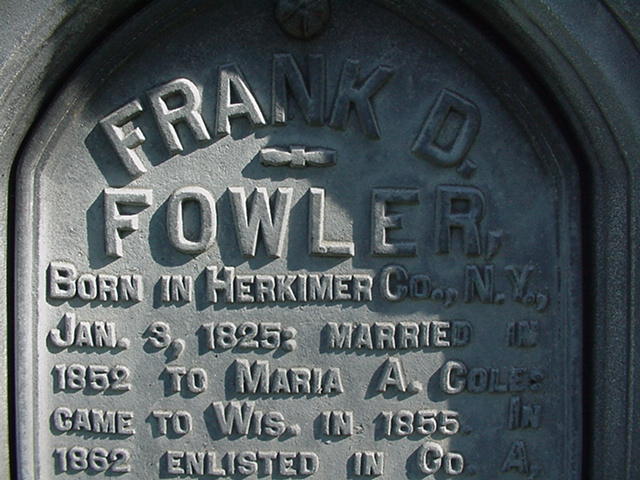 FRANK D.
FOWLER,
BORN IN HERKIMER CO., N.Y.,
JAN. 3, 1825: MARRIED IN
1852 TO MARIA A. COLE:
CAME TO WIS. IN 1855. IN
1862 ENLISTED IN CO. A,